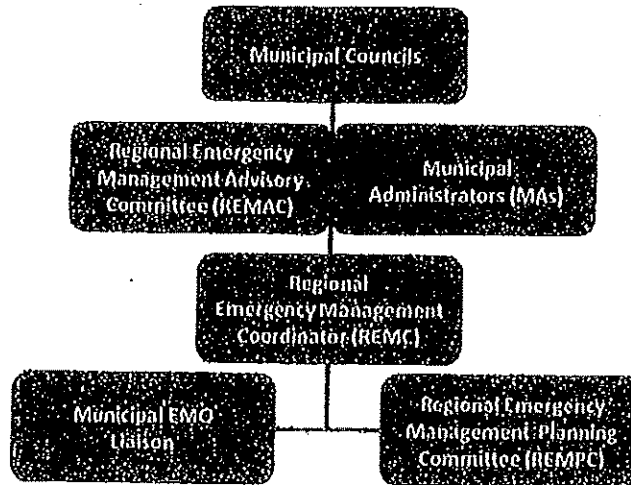 Municipal Councils
Regional Emergency
Management Advisory
Committee (REMAC)
Municipal
Administrators (MAs)
Regional
Emergency Management
Coordinator (REMC)
Municipal EMO
Liaison
Regional Emergency
Management Planning
Committee (REMPC)